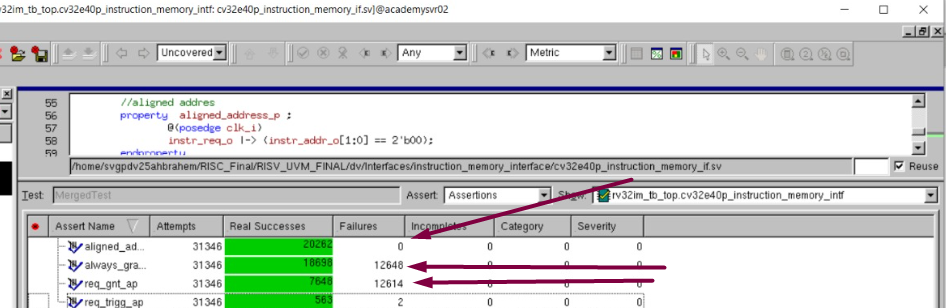 v32im_tb_top.cv32e40p_instruction_memory_intf: cv32e40p_instruction_memory_if.sv]@academysvr02
Uncovered Any Metric
55 //aligned addres
56 property aligned_address_p ;
57 @(posedge clk_i)
58 instr_req_o |-> (instr_addr_o[1:0] == 2'b00);
59 endproperty
/home/svgpdv25ahbrahem/RISC_Final/RISV_UVM_FINAL/dv/Interfaces/instruction_memory_interface/cv32e40p_instruction_memory_if.sv Reuse
Test: MergedTest Assert: Assertions Show: rv32im_tb_top.cv32e40p_instruction_memory_intf
Assert Name Attempts Real Successes Failures Incompletes Category Severity
aligned_ad... 31346 20262 0 0 0 0
always_gra... 31346 18698 12648 0 0 0
req_gnt_ap 31346 7648 12614 0 0 0
req_trigg_ap 31346 563 2 0 0 0